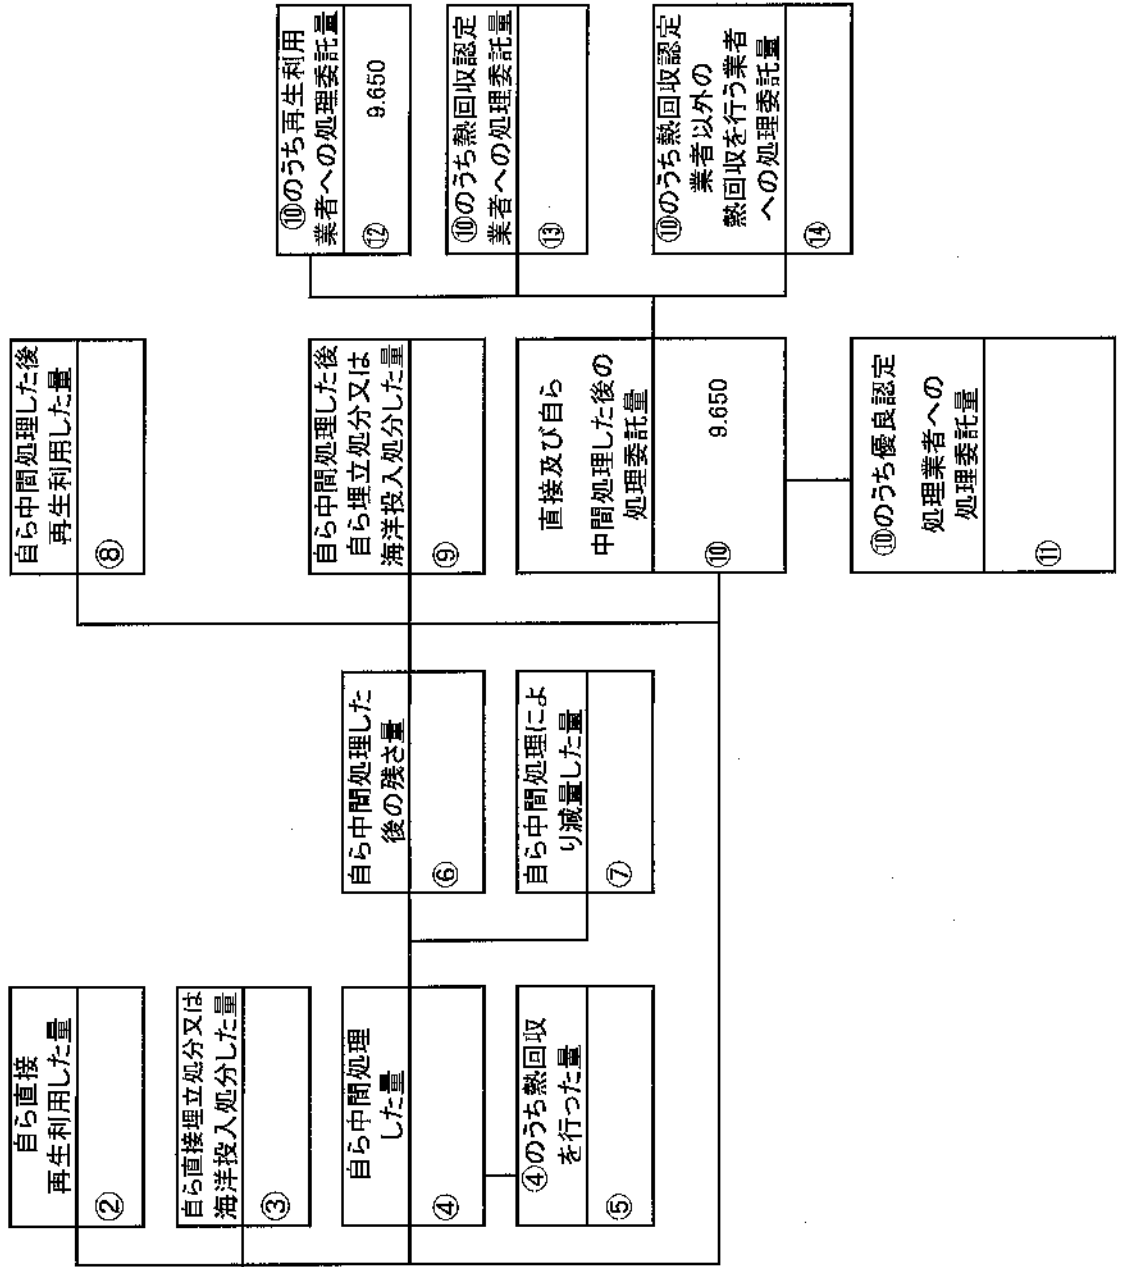 自ら直接
再生利用した量
②
自ら直接埋立処分又は
海洋投入処分した量
③
自ら中間処理
した量
④
④のうち熱回収
を行った量
⑤
自ら中間処理した
後の残さ量
⑥
自ら中間処理によ
り減量した量
⑦
自ら中間処理した後
再生利用した量
⑧
自ら中間処理した後
自ら埋立処分又は
海洋投入処分した量
⑨
直接及び自ら
中間処理した後の
処理委託量
⑩ 9.650
⑩のうち優良認定
処理業者への
処理委託量
⑪
⑩のうち再生利用
業者への処理委託量
⑫ 9.650
⑩のうち熱回収認定
業者への処理委託量
⑬
⑩のうち熱回収認定
業者以外の
熱回収を行う業者
への処理委託量
⑭